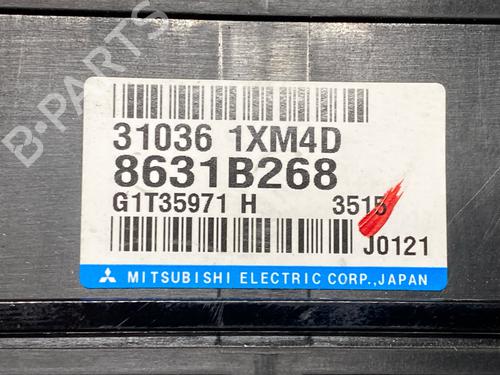 B-PARTS
31036 1XM4D
8631B268
G1T35971 H 3515
J0121
MITSUBISHI ELECTRIC CORP., JAPAN